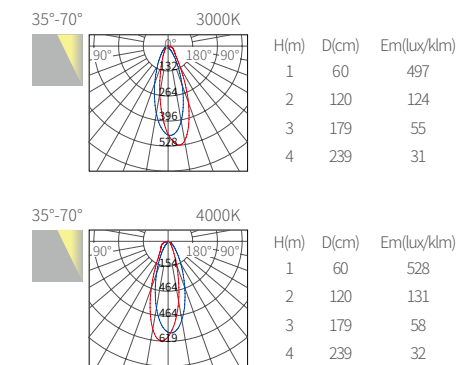 35°-70° 3000K
0°
90° 180° 90°
132
264
396
528
H(m) D(cm) Em(lux/klm)
1 60 497
2 120 124
3 179 55
4 239 31
35°-70° 4000K
90° 180° 90°
154
464
464
619
H(m) D(cm) Em(lux/klm)
1 60 528
2 120 131
3 179 58
4 239 32